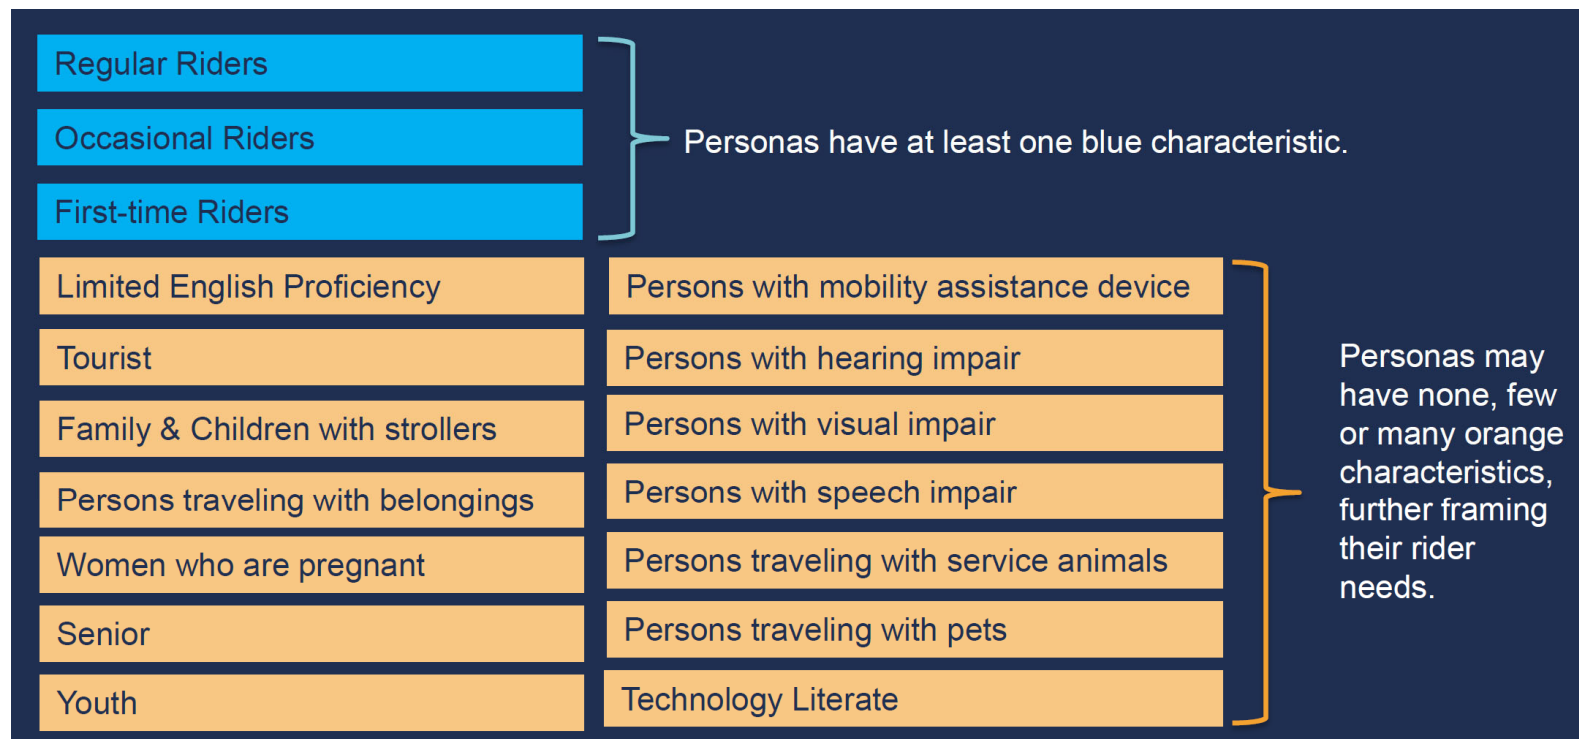 Regular Riders
Occasional Riders
First-time Riders
Personas have at least one blue characteristic.
Limited English Proficiency
Tourist
Family & Children with strollers
Persons traveling with belongings
Women who are pregnant
Senior
Youth
Persons with mobility assistance device
Persons with hearing impair
Persons with visual impair
Persons with speech impair
Persons traveling with service animals
Persons traveling with pets
Technology Literate
Personas may
have none, few
or many orange
characteristics,
further framing
their rider
needs.